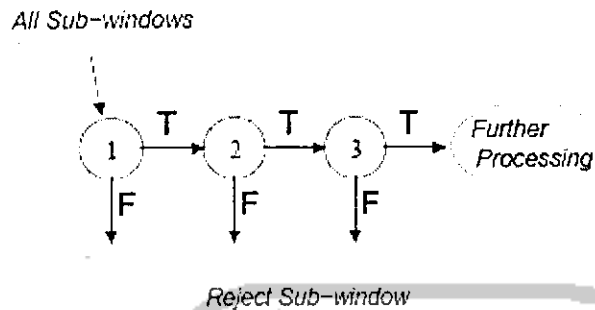 All Sub-windows
T T T
1 2 3
Further
Processing
F F F
Reject Sub-window